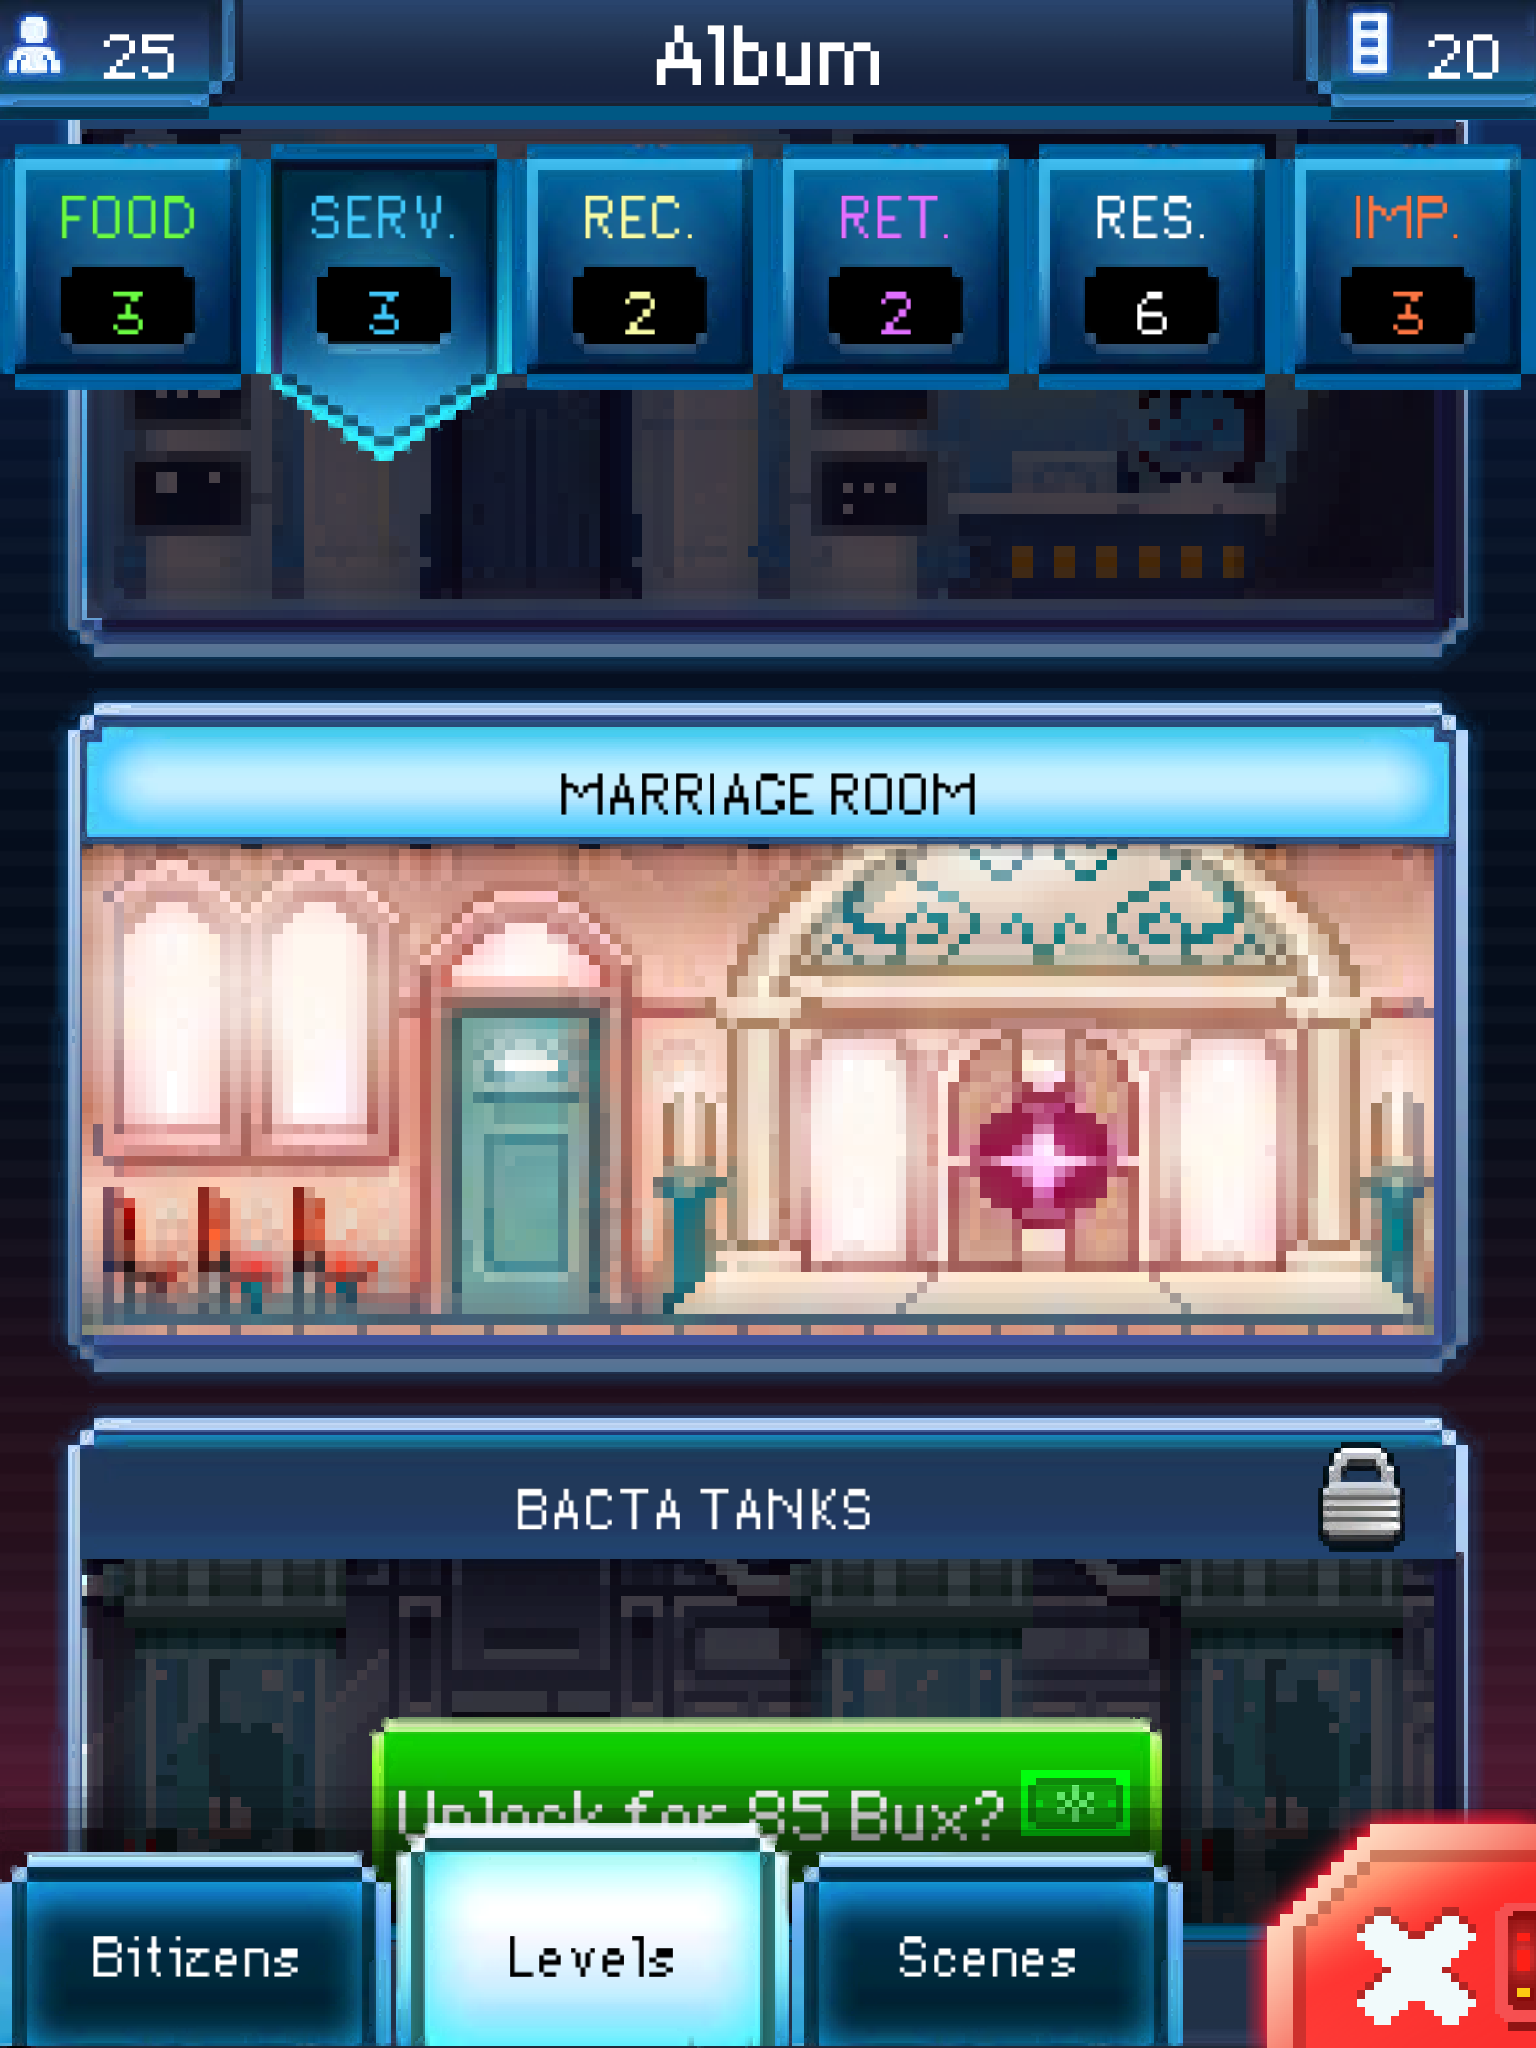 25
Album
20
FOOD
3
SERV.
3
REC.
2
RET.
2
RES.
6
IMP.
3
MARRIAGE ROOM
BACTA TANKS
Unlock for 85 Bux?
Bitizens
Levels
Scenes